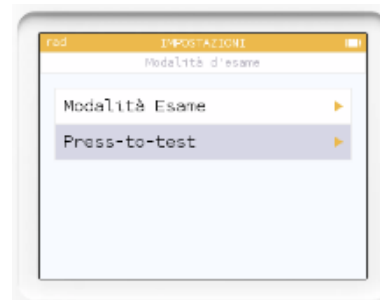 rad IMPOSTAZIONI
Modalità d'esame
Modalità Esame
Press-to-test